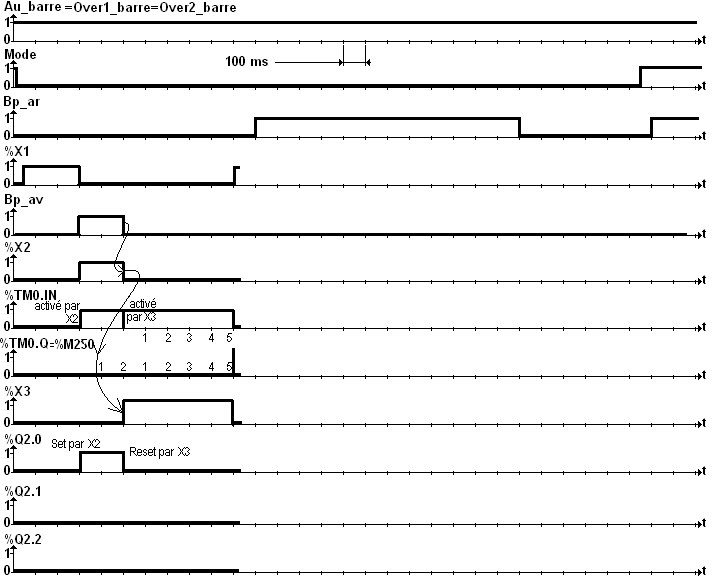 Au_barre =Over1_barre=Over2_barre
1
0
t
Mode
100 ms
1
0
t
Bp_ar
1
0
t
%X1
1
0
t
Bp_av
1
0
t
%X2
1
0
t
%TM0.IN
activé par X2
activé par X3
1
0
t
1 2 3 4 5
%TM0.Q=%M250
1
1 2 1 2 3 4 5
0
t
%X3
1
0
t
%Q2.0
Set par X2
Reset par X3
1
0
t
%Q2.1
1
0
t
%Q2.2
1
0
t